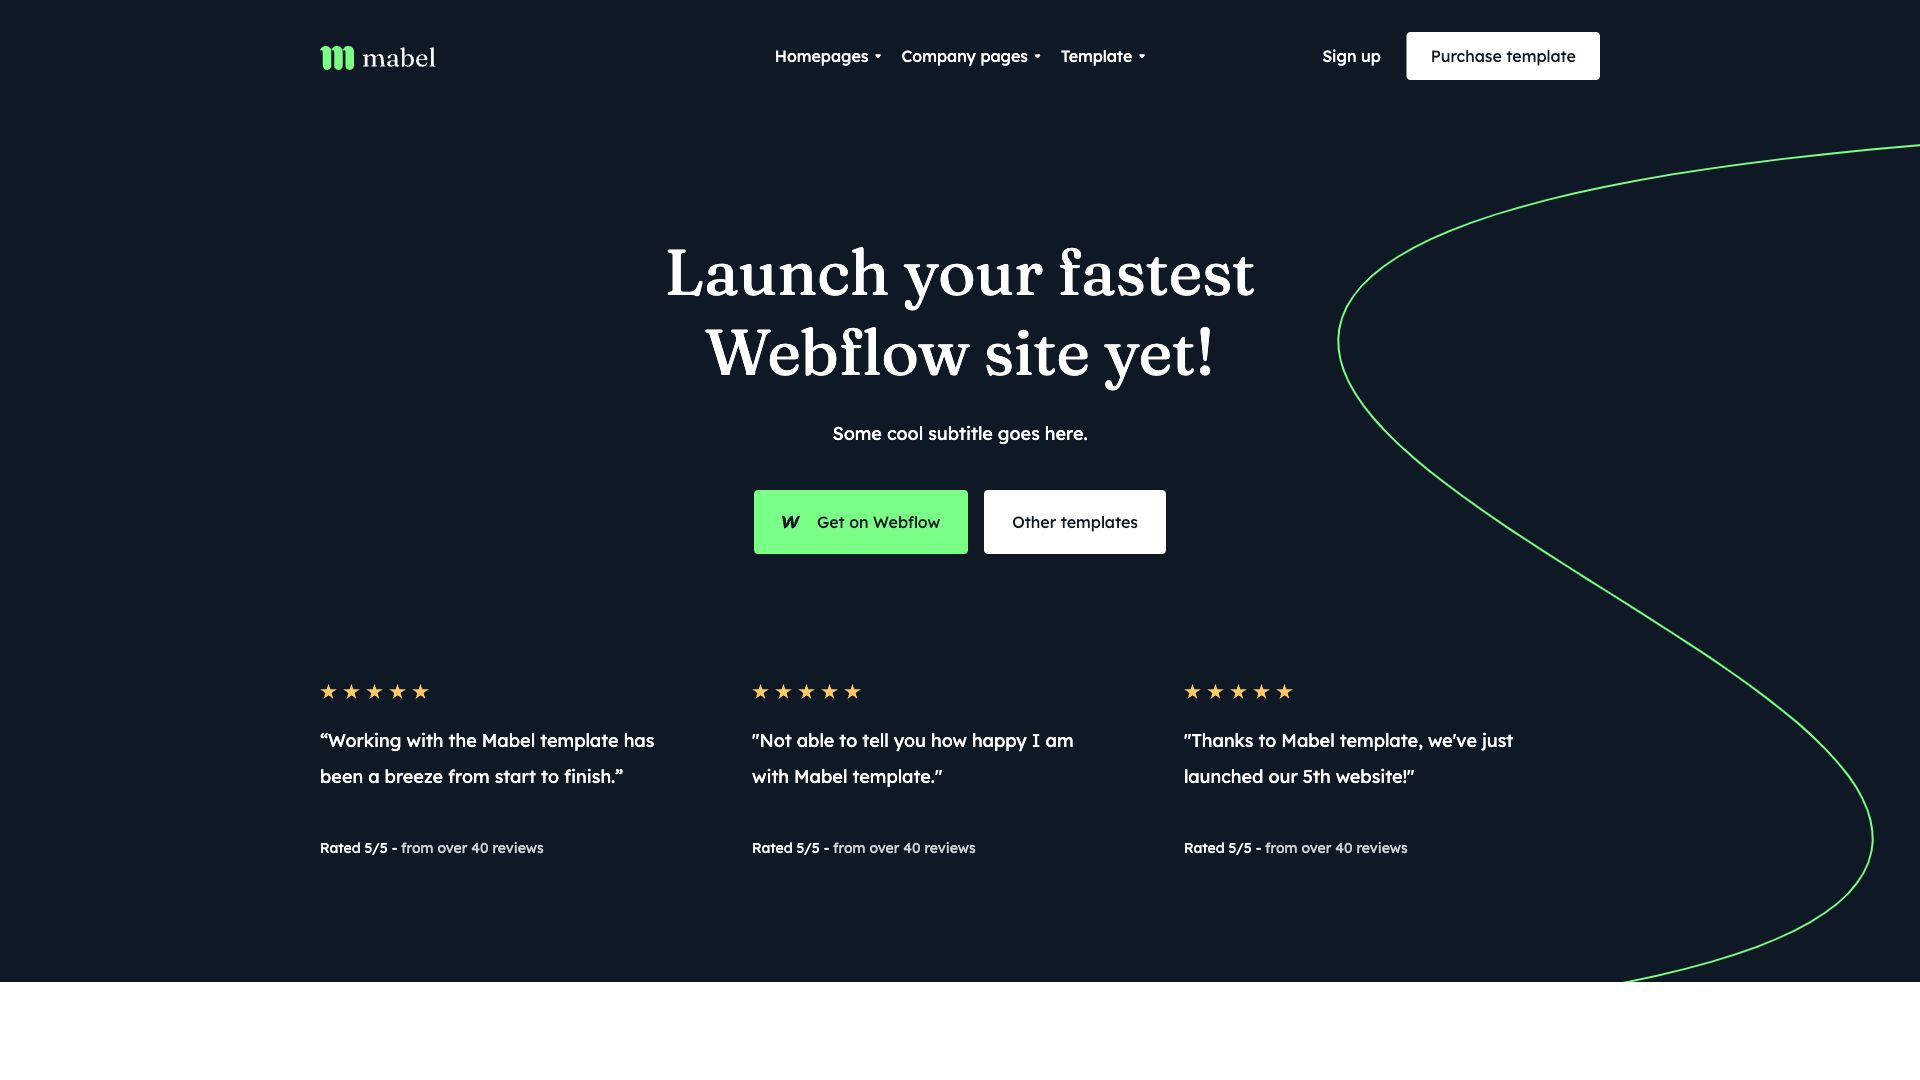 mabel
Homepages
Company pages
Template
Sign up
Purchase template
Launch your fastest
Webflow site yet!
Some cool subtitle goes here.
Get on Webflow
Other templates
“Working with the Mabel template has
been a breeze from start to finish.”
Rated 5/5 - from over 40 reviews
"Not able to tell you how happy I am
with Mabel template."
Rated 5/5 - from over 40 reviews
"Thanks to Mabel template, we've just
launched our 5th website!"
Rated 5/5 - from over 40 reviews